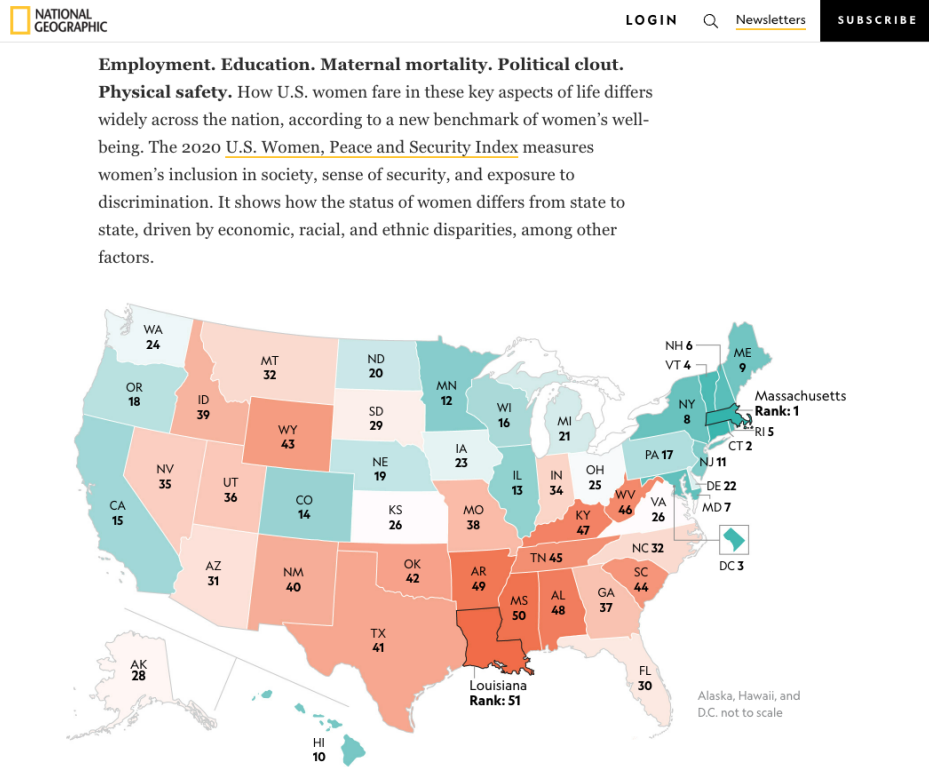 NATIONAL
GEOGRAPHIC
LOGIN
Newsletters
SUBSCRIBE
Employment. Education. Maternal mortality. Political clout.
Physical safety. How U.S. women fare in these key aspects of life differs
widely across the nation, according to a new benchmark of women's well-
being. The 2020 U.S. Women, Peace and Security Index measures
women's inclusion in society, sense of security, and exposure to
discrimination. It shows how the status of women differs from state to
state, driven by economic, racial, and ethnic disparities, among other
factors.
WA
24
MT
32
ND
20
MN
12
NH 6
VT 4
ME
9
OR
18
ID
39
WY
43
SD
29
WI
16
MI
21
NY
8
Massachusetts
Rank: 1
RI 5
CT 2
NV
35
UT
36
CO
14
NE
19
IA
23
IL
13
IN
34
OH
25
PA 17
NJ 11
DE 22
MD 7
CA
15
KS
26
MO
38
KY
47
WV
46
VA
26
DC 3
AZ
31
NM
40
OK
42
AR
49
TN 45
NC 32
SC
44
TX
41
MS
50
AL
48
GA
37
Louisiana
Rank: 51
FL
30
AK
28
HI
10
Alaska, Hawaii, and
D.C. not to scale